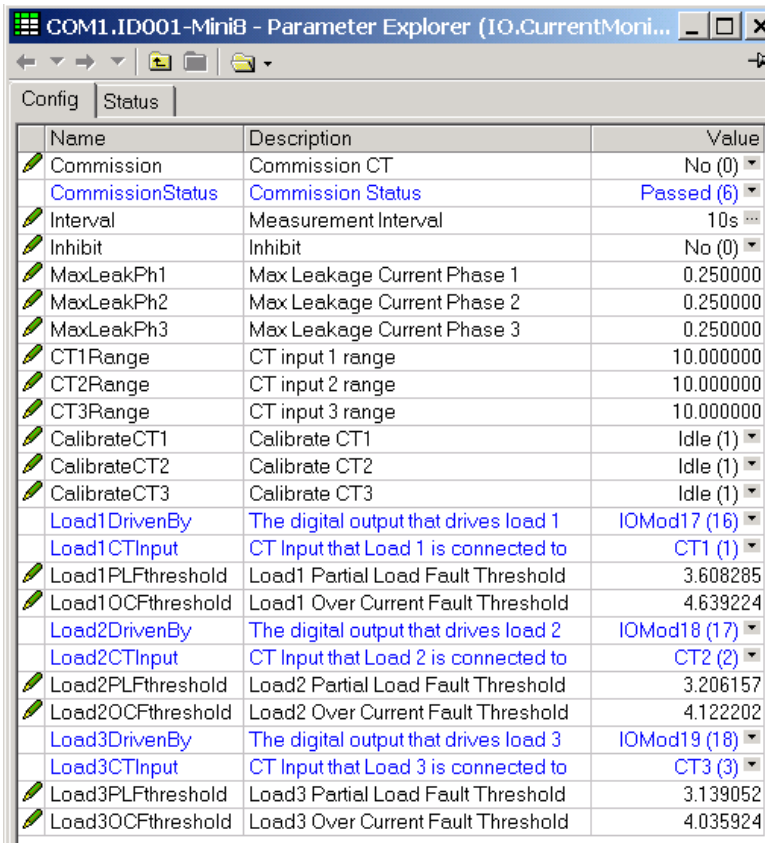 COM1.ID001-Mini8 - Parameter Explorer (IO.CurrentMoni...
Config Status
Name Description Value
Commission Commission CT No (0)
CommissionStatus Commission Status Passed (6)
Interval Measurement Interval 10s
Inhibit Inhibit No (0)
MaxLeakPh1 Max Leakage Current Phase 1 0.250000
MaxLeakPh2 Max Leakage Current Phase 2 0.250000
MaxLeakPh3 Max Leakage Current Phase 3 0.250000
CT1Range CT input 1 range 10.000000
CT2Range CT input 2 range 10.000000
CT3Range CT input 3 range 10.000000
CalibrateCT1 Calibrate CT1 Idle (1)
CalibrateCT2 Calibrate CT2 Idle (1)
CalibrateCT3 Calibrate CT3 Idle (1)
Load1DrivenBy The digital output that drives load 1 IOMod17 (16)
Load1CTInput CT Input that Load 1 is connected to CT1 (1)
Load1PLFthreshold Load1 Partial Load Fault Threshold 3.608285
Load1OCFthreshold Load1 Over Current Fault Threshold 4.639224
Load2DrivenBy The digital output that drives load 2 IOMod18 (17)
Load2CTInput CT Input that Load 2 is connected to CT2 (2)
Load2PLFthreshold Load2 Partial Load Fault Threshold 3.206157
Load2OCFthreshold Load2 Over Current Fault Threshold 4.122202
Load3DrivenBy The digital output that drives load 3 IOMod19 (18)
Load3CTInput CT Input that Load 3 is connected to CT3 (3)
Load3PLFthreshold Load3 Partial Load Fault Threshold 3.139052
Load3OCFthreshold Load3 Over Current Fault Threshold 4.035924